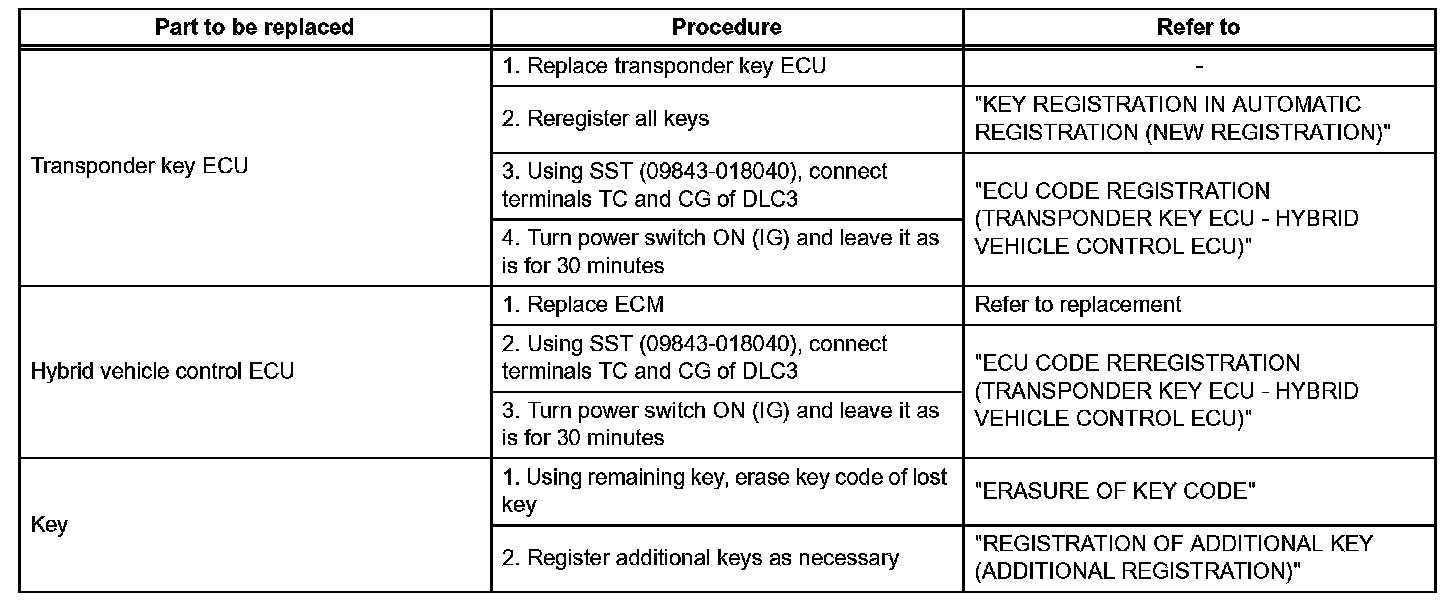 Part to be replaced
Procedure
Refer to
Transponder key ECU
1. Replace transponder key ECU
-
2. Reregister all keys
"KEY REGISTRATION IN AUTOMATIC
REGISTRATION (NEW REGISTRATION)"
3. Using SST (09843-018040), connect
terminals TC and CG of DLC3
"ECU CODE REGISTRATION
(TRANSPONDER KEY ECU - HYBRID
VEHICLE CONTROL ECU)"
4. Turn power switch ON (IG) and leave it as
is for 30 minutes
Hybrid vehicle control ECU
1. Replace ECM
Refer to replacement
2. Using SST (09843-018040), connect
terminals TC and CG of DLC3
"ECU CODE REREGISTRATION
(TRANSPONDER KEY ECU - HYBRID
VEHICLE CONTROL ECU)"
3. Turn power switch ON (IG) and leave it as
is for 30 minutes
Key
1. Using remaining key, erase key code of lost
key
"ERASURE OF KEY CODE"
2. Register additional keys as necessary
"REGISTRATION OF ADDITIONAL KEY
(ADDITIONAL REGISTRATION)"